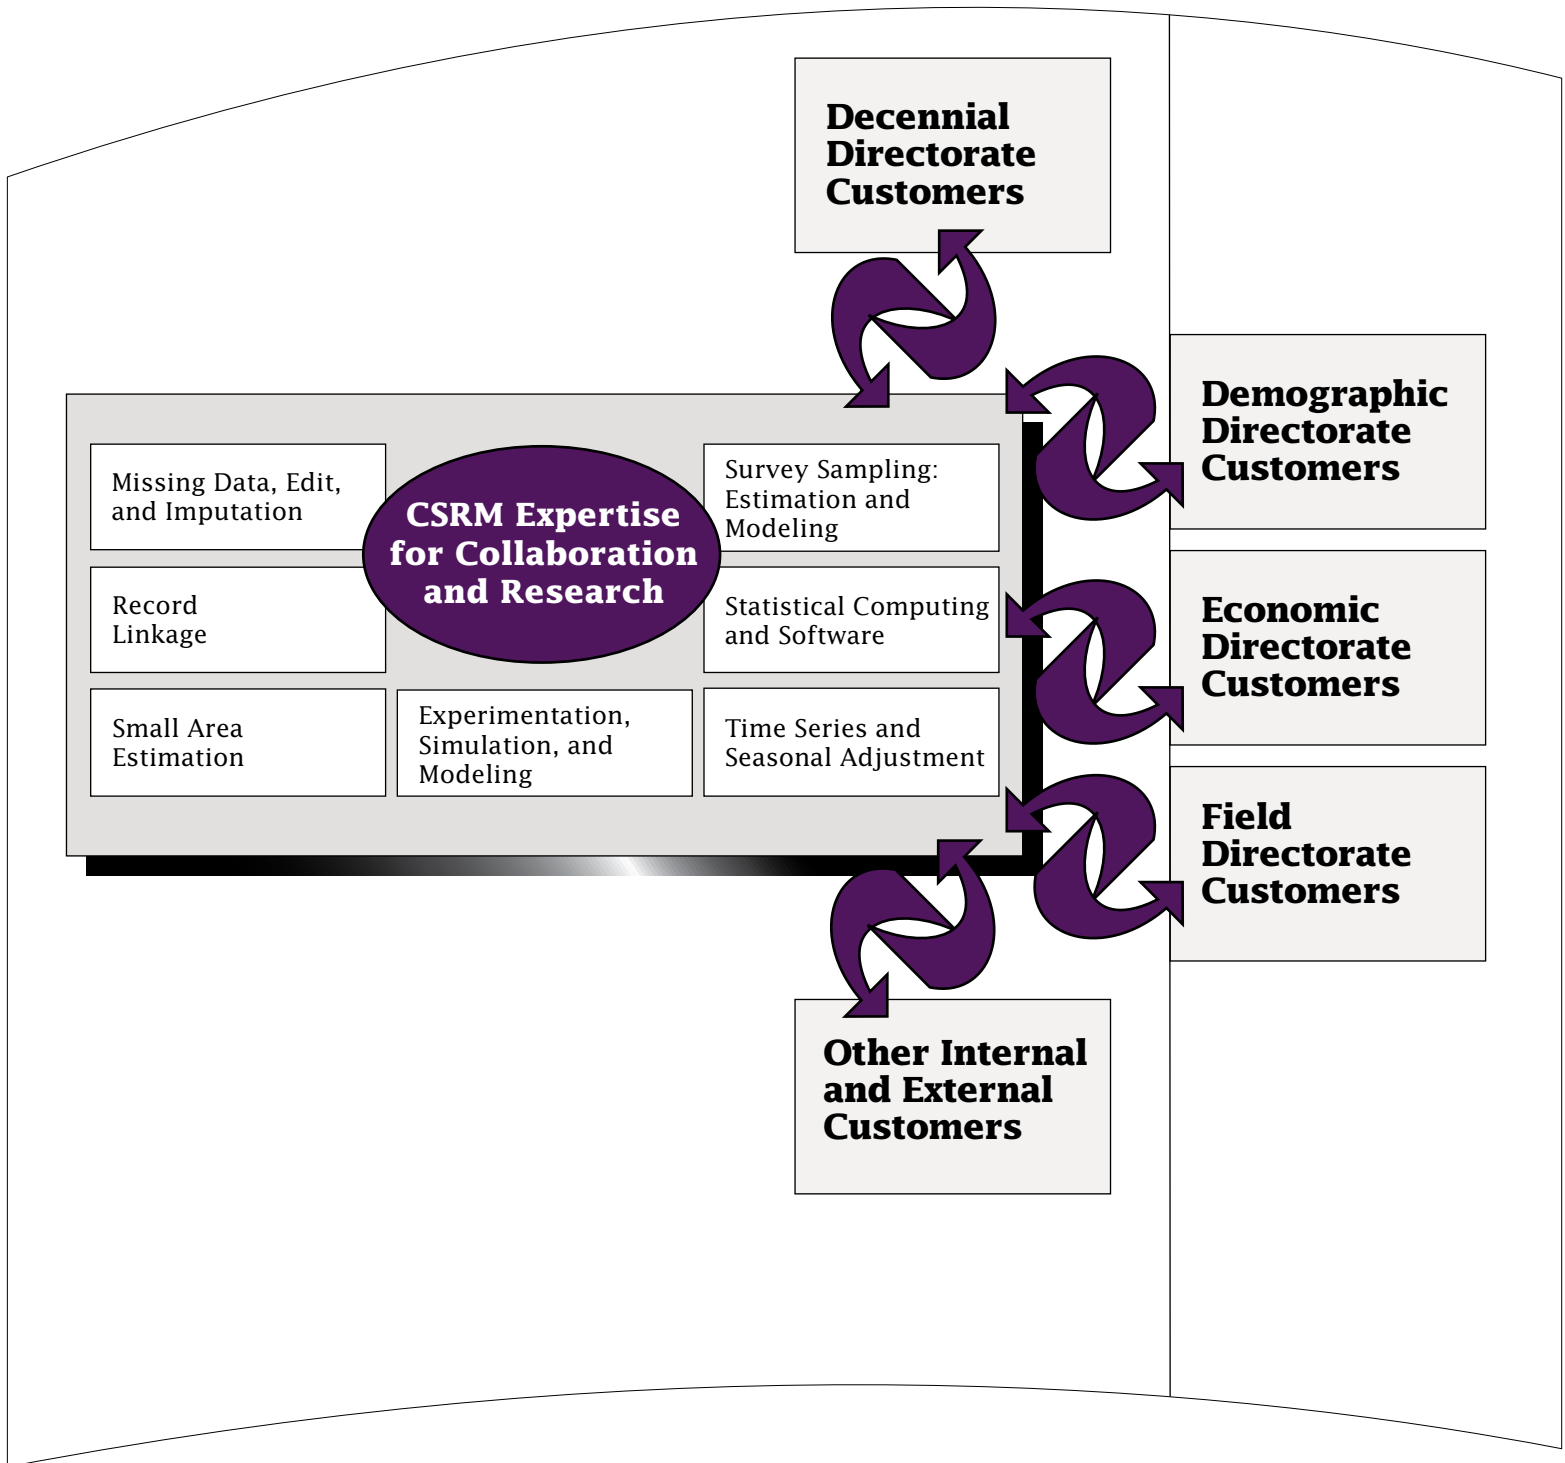 Decennial
Directorate
Customers
Demographic
Directorate
Customers
Missing Data, Edit,
and Imputation
CSRM Expertise
for Collaboration
and Research
Survey Sampling:
Estimation and
Modeling
Record
Linkage
Statistical Computing
and Software
Economic
Directorate
Customers
Small Area
Estimation
Experimentation,
Simulation, and
Modeling
Time Series and
Seasonal Adjustment
Field
Directorate
Customers
Other Internal
and External
Customers